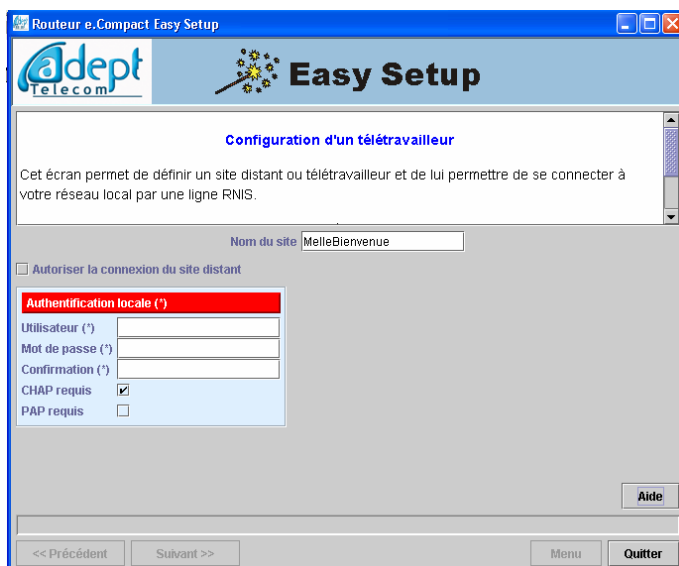 Routeur e.Compact Easy Setup
adept
Telecom
Easy Setup
Configuration d'un télétravailleur
Cet écran permet de définir un site distant ou télétravailleur et de lui permettre de se connecter à
votre réseau local par une ligne RNIS.
Nom du site MelleBienvenue
Autoriser la connexion du site distant
Authentification locale (*)
Utilisateur (*)
Mot de passe (*)
Confirmation (*)
CHAP requis
PAP requis
Aide
<< Précédent Suivant >> Menu Quitter